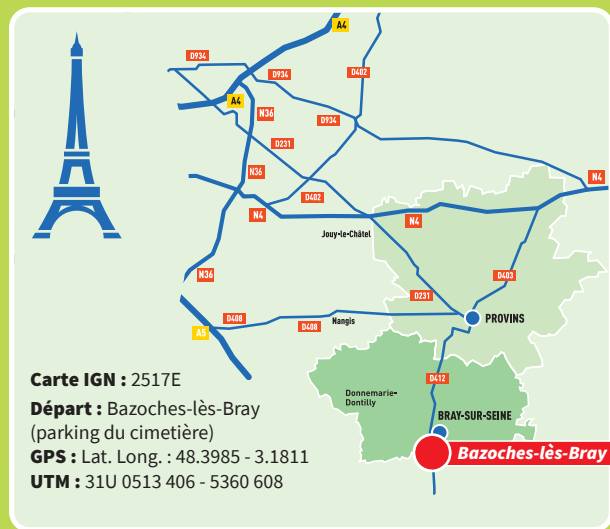 A4
D934
D934
D402
A4
N36
D934
D231
N36
D402
N4
N4
N4
Jouy-le-Châtel
N36
D231
D403
D408
D408
Nangis
PROVINS
A5
D412
Donnemarie-
Dontilly
BRAY-SUR-SEINE
Bazoches-lès-Bray
Carte IGN : 2517E
Départ : Bazoches-lès-Bray
(parking du cimetière)
GPS : Lat. Long. : 48.3985 - 3.1811
UTM : 31U 0513 406 - 5360 608